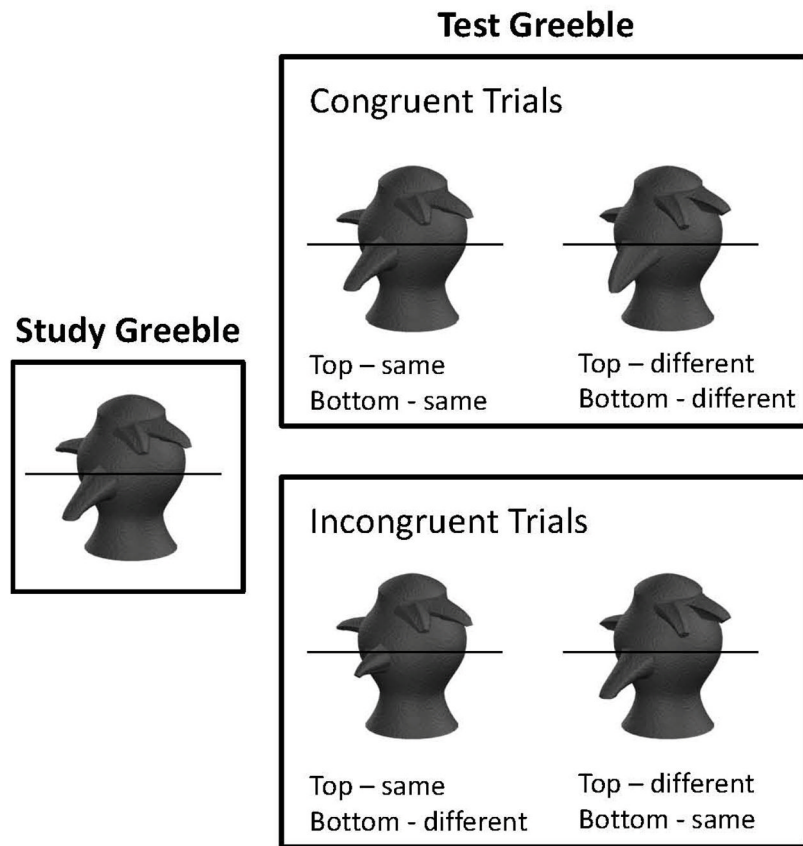 Test Greeble
Congruent Trials
Top – same
Bottom - same
Top – different
Bottom - different
Study Greeble
Incongruent Trials
Top – same
Bottom - different
Top – different
Bottom - same